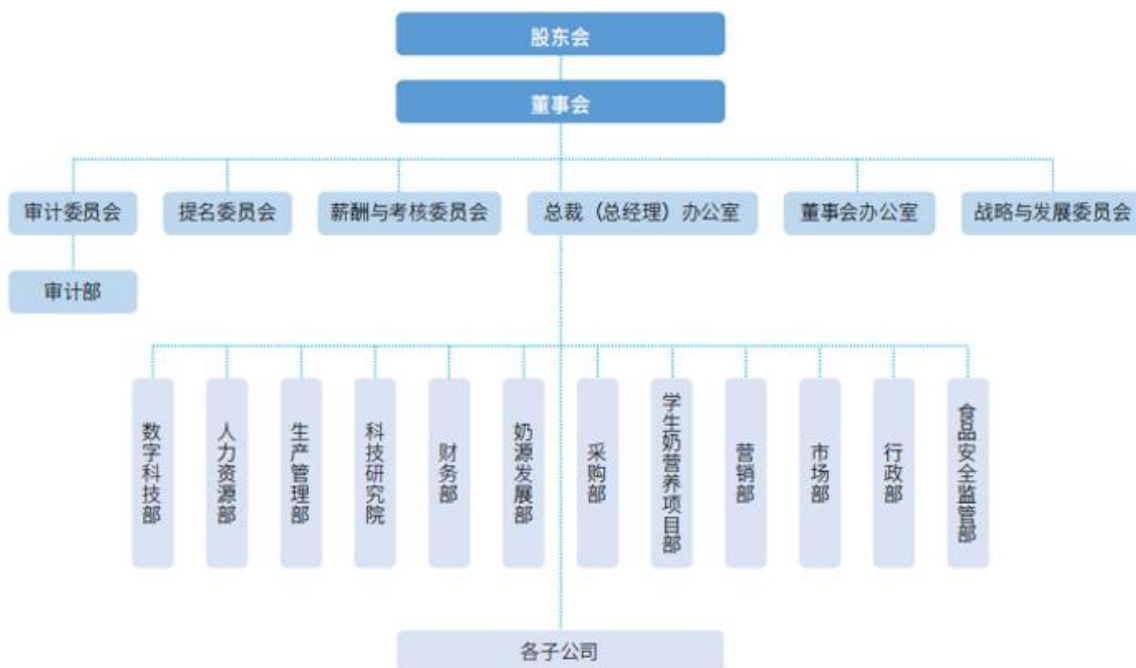 股东会
董事会
审计委员会
提名委员会
薪酬与考核委员会
总裁（总经理）办公室
董事会办公室
战略与发展委员会
审计部
数字科技部
人力资源部
生产管理部
科技研究院
财务部
奶源发展部
采购部
学生奶营养项目部
营销部
市场部
行政部
食品安全监管部
各子公司